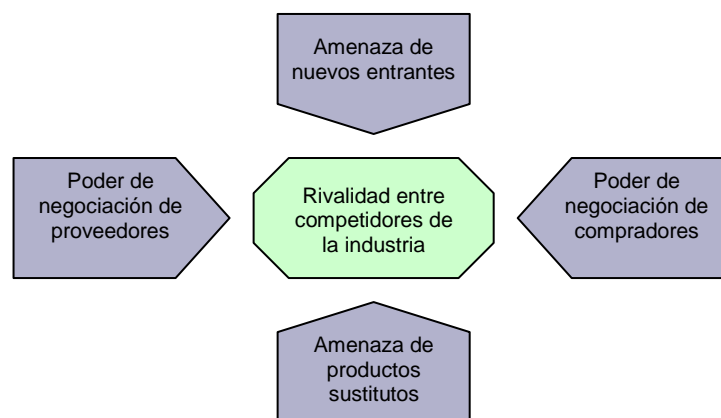 Amenaza de
nuevos entrantes
Poder de
negociación de
proveedores
Rivalidad entre
competidores de
la industria
Poder de
negociación de
compradores
Amenaza de
productos
sustitutos